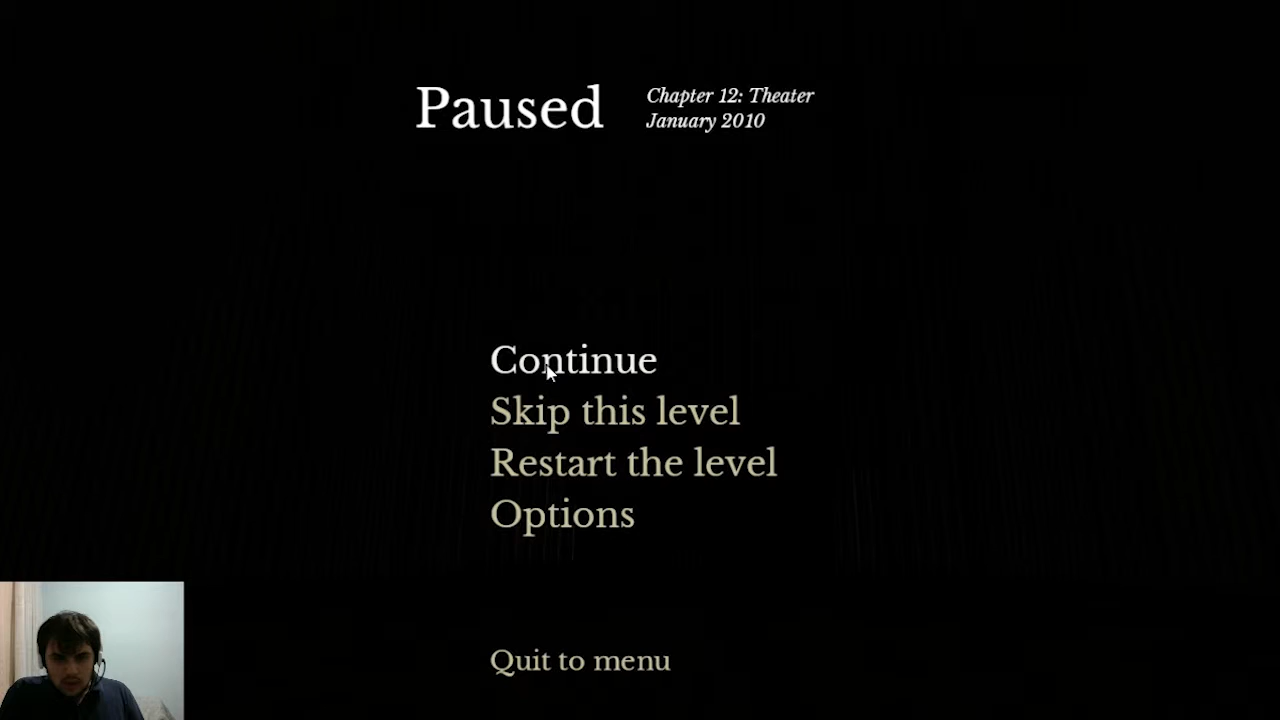 Paused
Chapter 12: Theater
January 2010
Continue
Skip this level
Restart the level
Options
Quit to menu